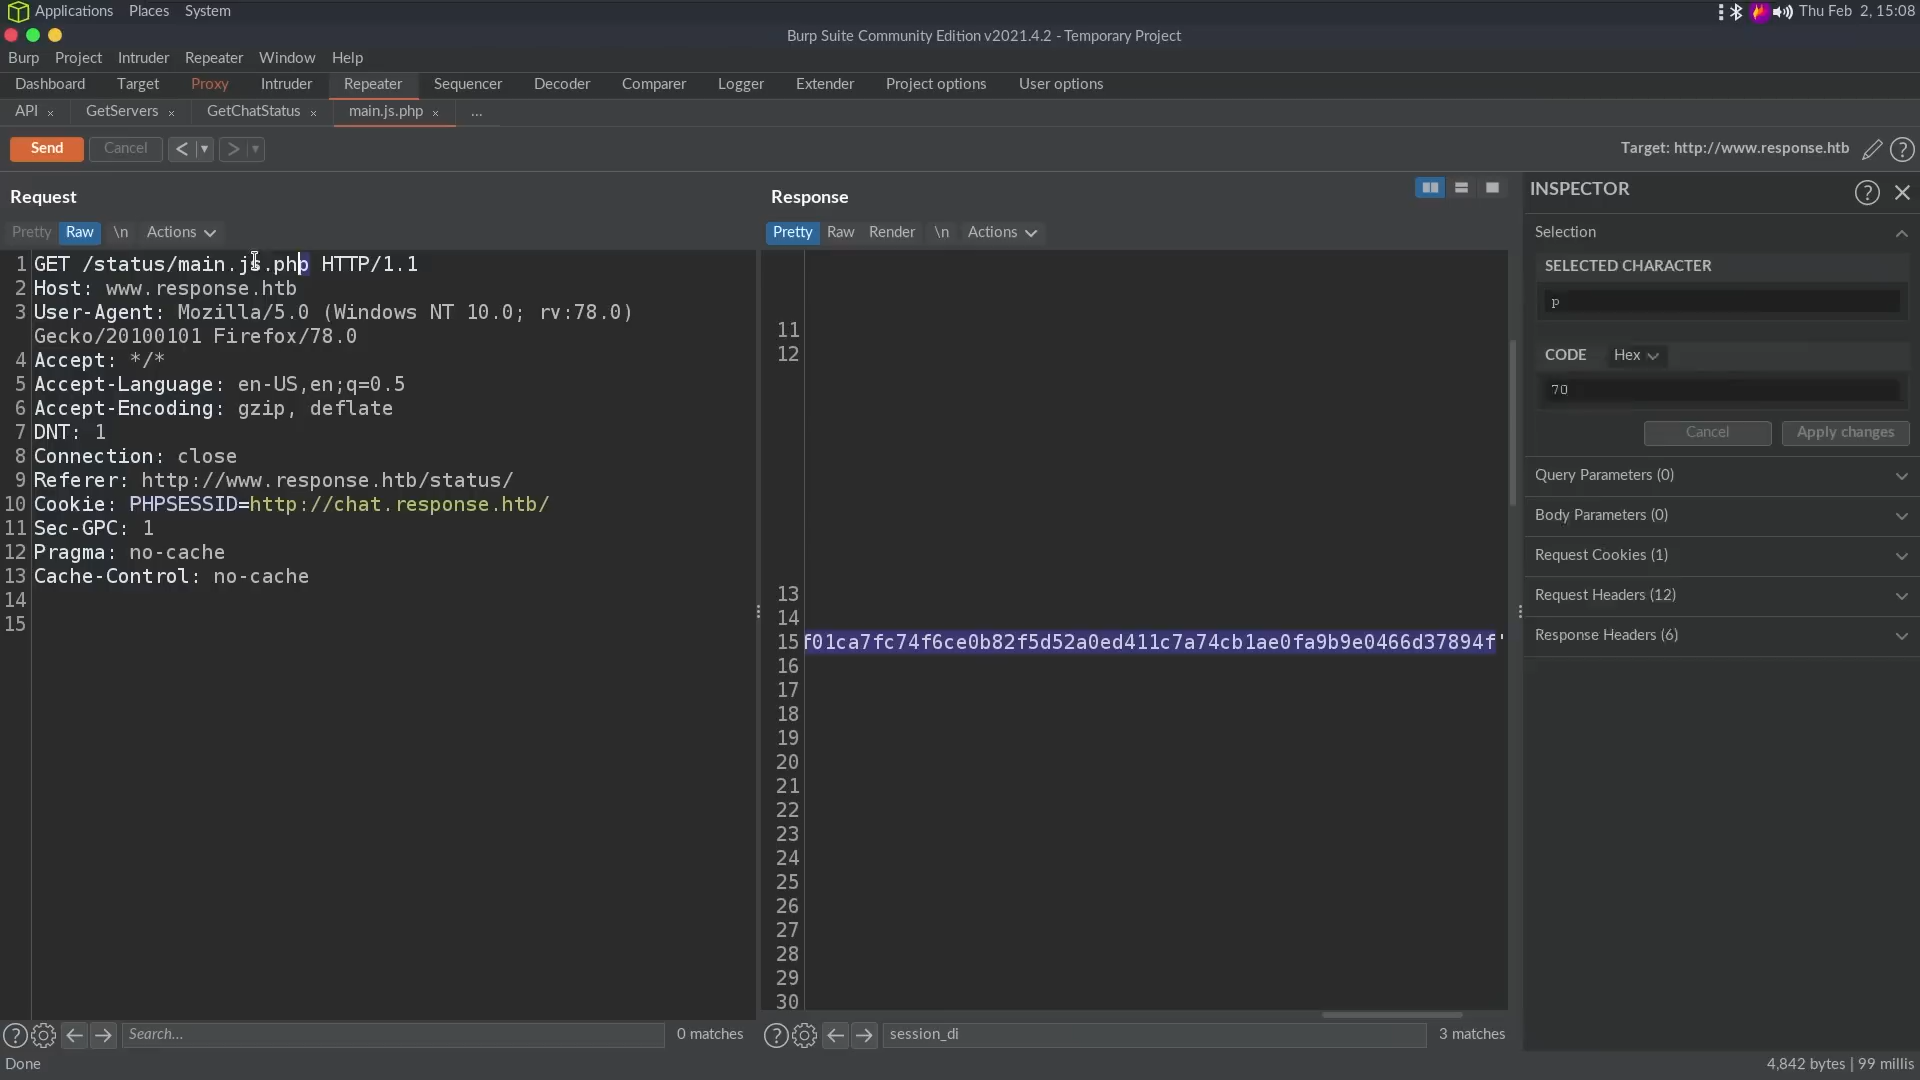 Applications Places System Thu Feb 2, 15:08
Burp Suite Community Edition v2021.4.2 - Temporary Project
Burp Project Intruder Repeater Window Help
Dashboard Target Proxy Intruder Repeater Sequencer Decoder Comparer Logger Extender Project options User options
API × GetServers × GetChatStatus × main.js.php × ...
Send Cancel < > Target: http://www.response.htb
Request
Pretty Raw \n Actions
1 GET /status/main.js.php HTTP/1.1
2 Host: www.response.htb
3 User-Agent: Mozilla/5.0 (Windows NT 10.0; rv:78.0)
Gecko/20100101 Firefox/78.0
4 Accept: */*
5 Accept-Language: en-US,en;q=0.5
6 Accept-Encoding: gzip, deflate
7 DNT: 1
8 Connection: close
9 Referer: http://www.response.htb/status/
10 Cookie: PHPSESSID=http://chat.response.htb/
11 Sec-GPC: 1
12 Pragma: no-cache
13 Cache-Control: no-cache
14
15
Search... 0 matches
Response
Pretty Raw Render \n Actions
11
12
13
14
15 f01ca7fc74f6ce0b82f5d52a0ed411c7a74cb1ae0fa9b9e0466d37894f'
16
17
18
19
20
21
22
23
24
25
26
27
28
29
30
session_di 3 matches
INSPECTOR
Selection
SELECTED CHARACTER
p
CODE Hex
70
Cancel Apply changes
Query Parameters (0)
Body Parameters (0)
Request Cookies (1)
Request Headers (12)
Response Headers (6)
Done 4,842 bytes | 99 millis